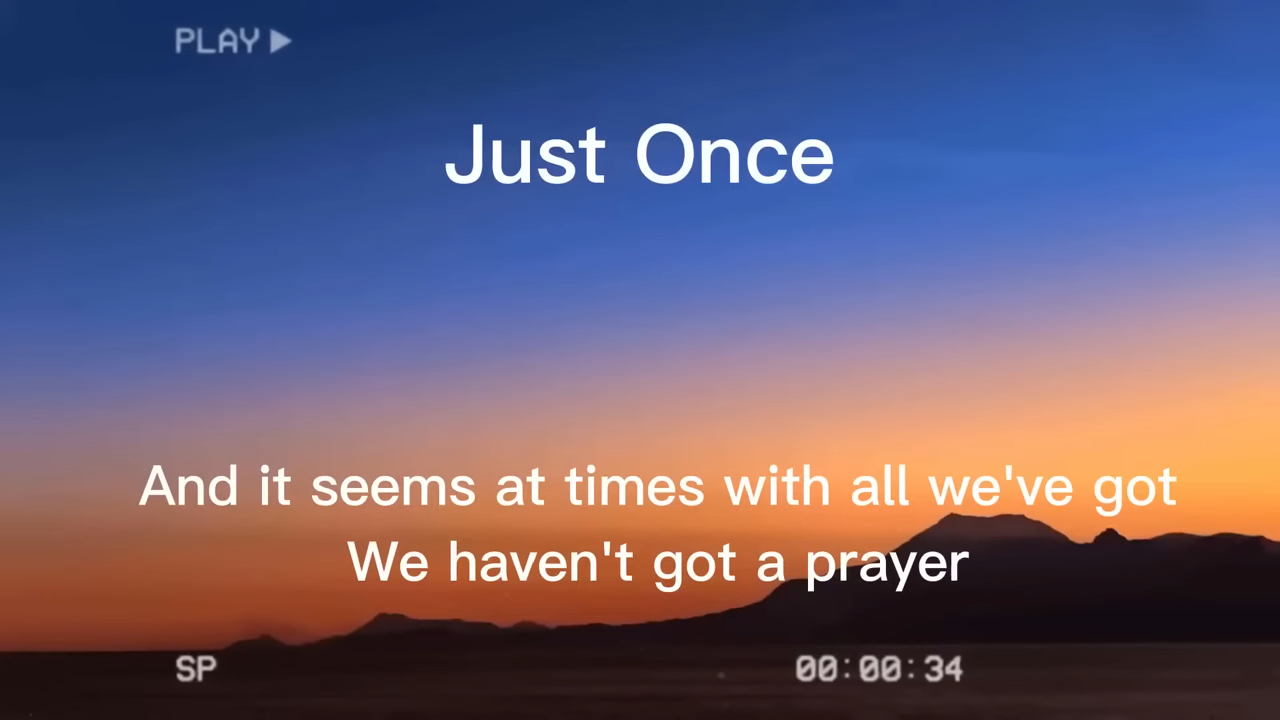 PLAY ▶
Just Once
And it seems at times with all we've got
We haven't got a prayer
SP
00:00:34